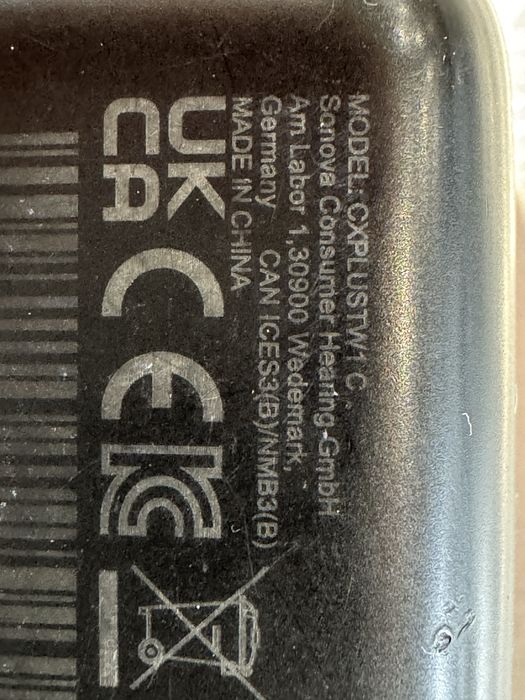 MODEL: CXPLUSTW1 C
Sonova Consumer Hearing GmbH
Am Labor 1,30900 Wedemark,
Germany CAN ICES3(B)/NMB3(B)
MADE IN CHINA
UK
CA
CE